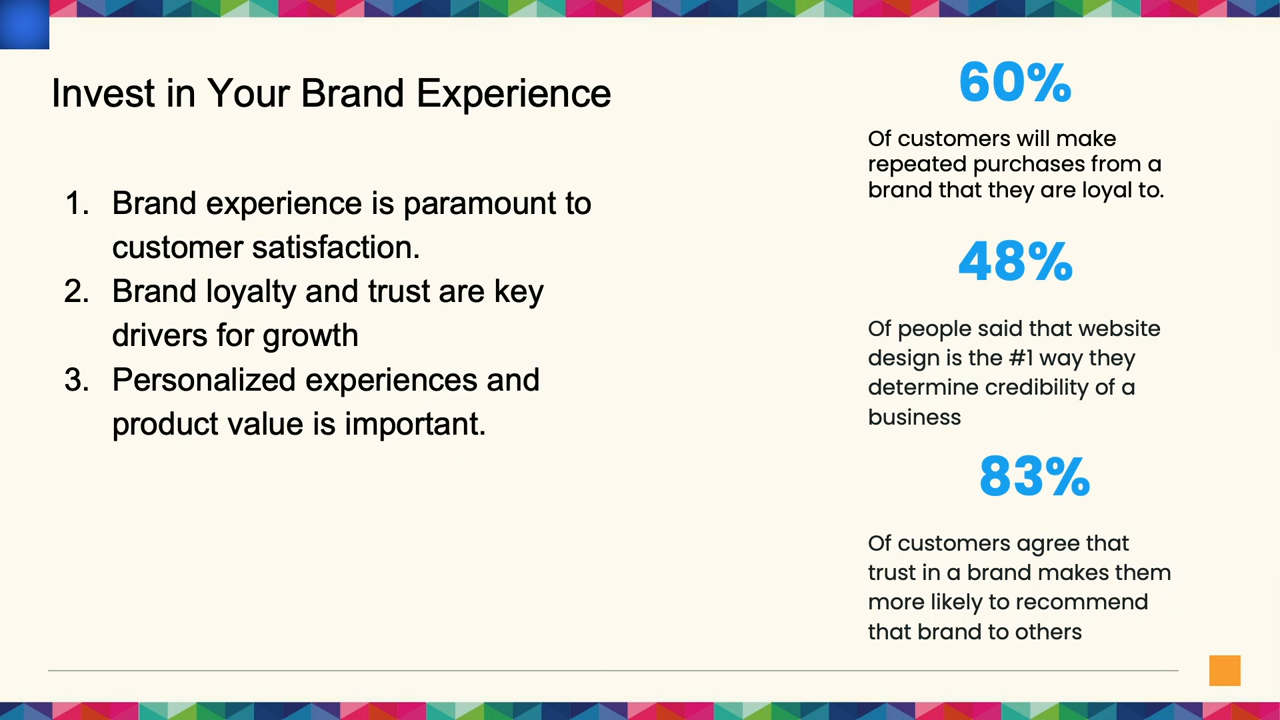 Invest in Your Brand Experience
1. Brand experience is paramount to
customer satisfaction.
2. Brand loyalty and trust are key
drivers for growth
3. Personalized experiences and
product value is important.
60%
Of customers will make
repeated purchases from a
brand that they are loyal to.
48%
Of people said that website
design is the #1 way they
determine credibility of a
business
83%
Of customers agree that
trust in a brand makes them
more likely to recommend
that brand to others